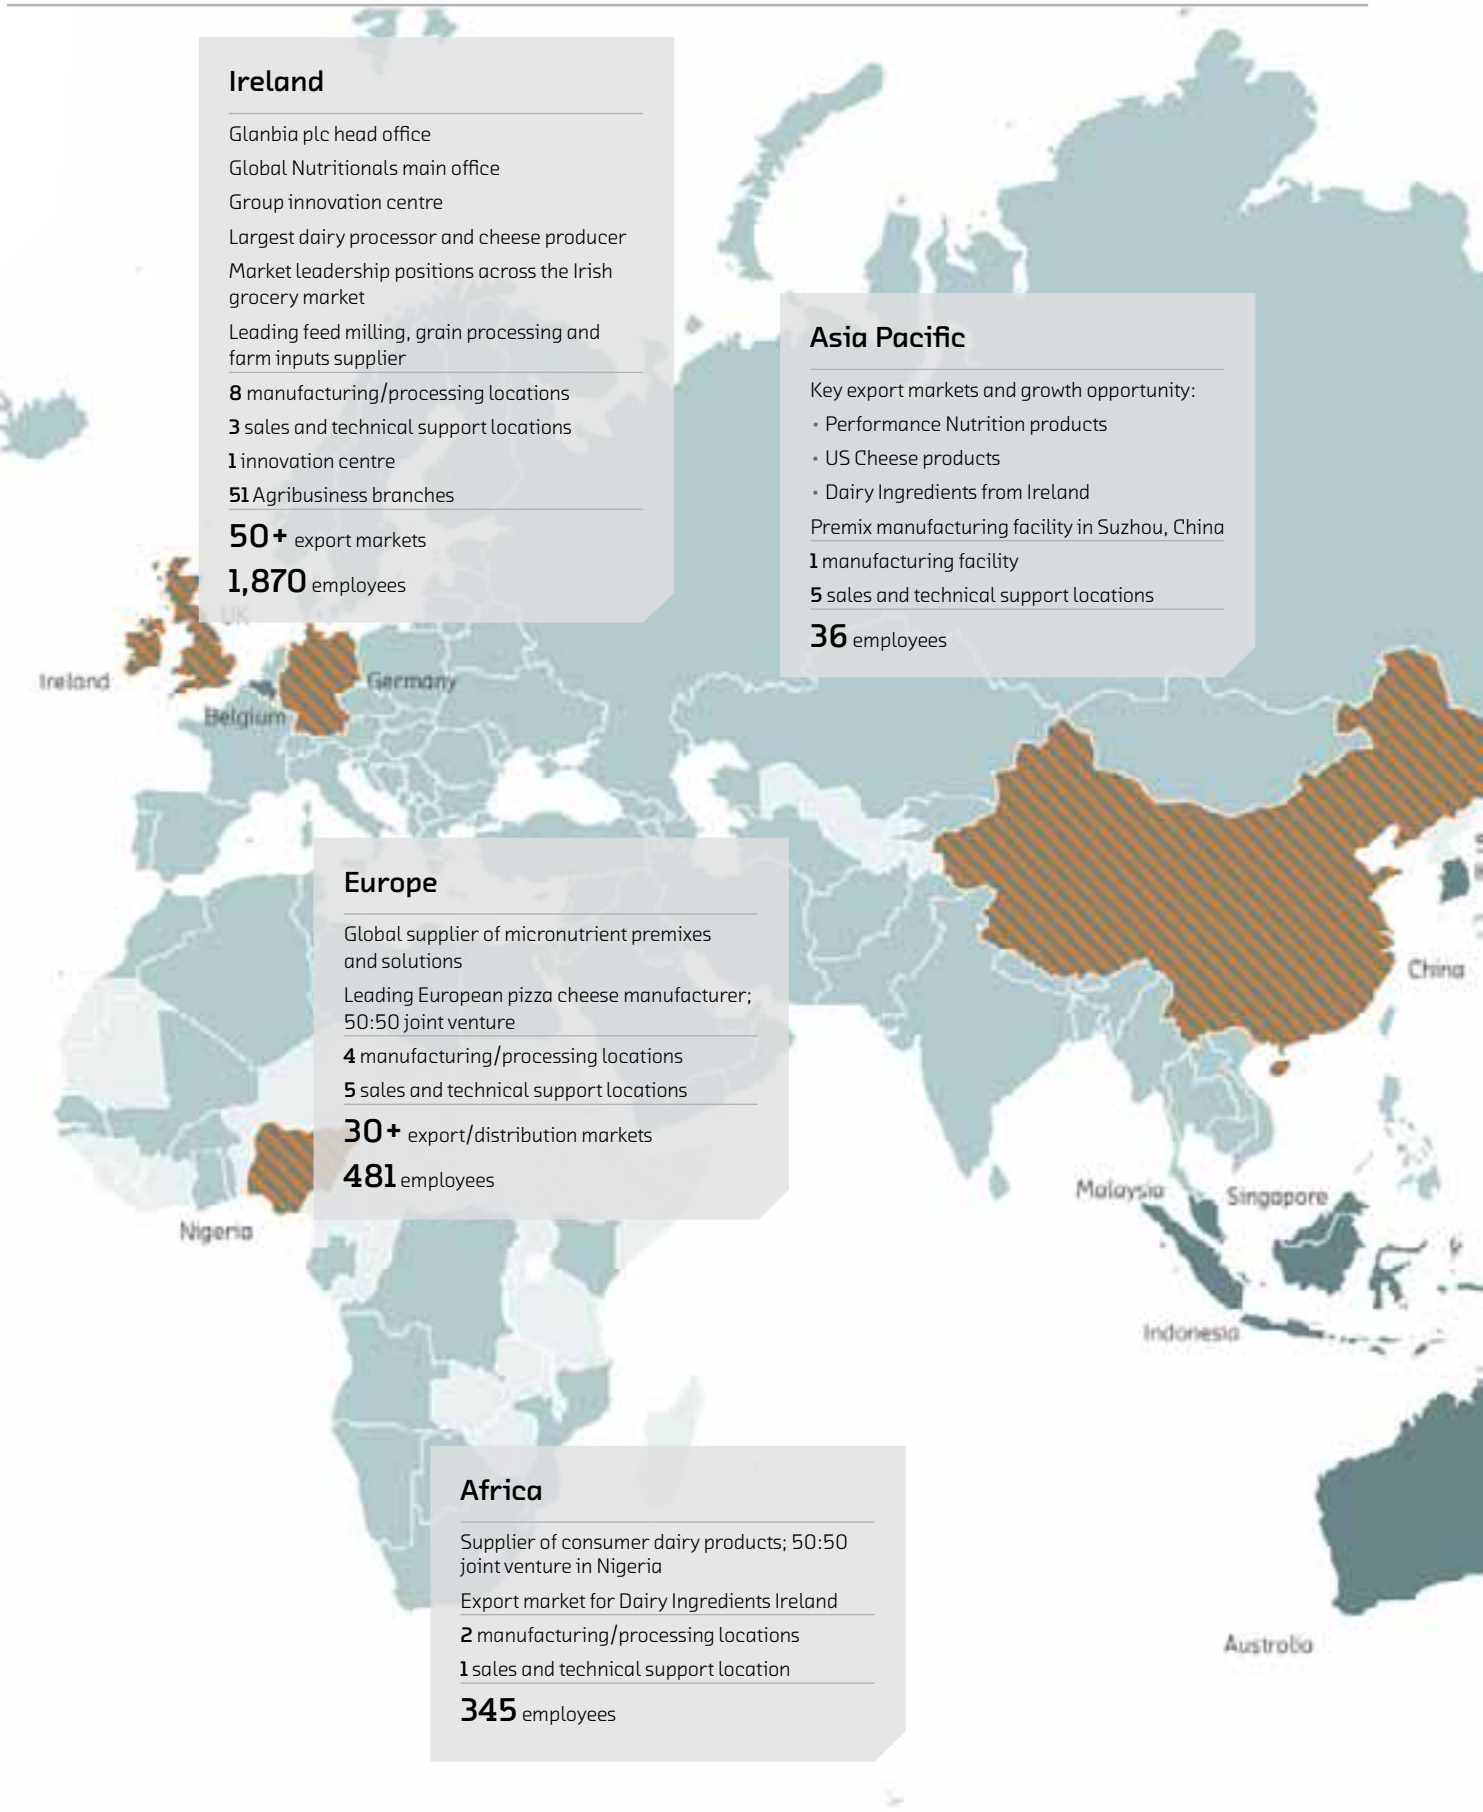 Ireland
Glanbia plc head office
Global Nutritionals main office
Group innovation centre
Largest dairy processor and cheese producer
Market leadership positions across the Irish
grocery market
Leading feed milling, grain processing and
farm inputs supplier
8 manufacturing/processing locations
3 sales and technical support locations
1 innovation centre
51 Agribusiness branches
50+ export markets
1,870 employees
Asia Pacific
Key export markets and growth opportunity:
• Performance Nutrition products
• US Cheese products
• Dairy Ingredients from Ireland
Premix manufacturing facility in Suzhou, China
1 manufacturing facility
5 sales and technical support locations
36 employees
UK
Ireland
Germany
Belgium
Europe
Global supplier of micronutrient premixes
and solutions
Leading European pizza cheese manufacturer;
50:50 joint venture
4 manufacturing/processing locations
5 sales and technical support locations
30+ export/distribution markets
481 employees
China
Malaysia
Singapore
Nigeria
Indonesia
Africa
Supplier of consumer dairy products; 50:50
joint venture in Nigeria
Export market for Dairy Ingredients Ireland
2 manufacturing/processing locations
1 sales and technical support location
345 employees
Australia